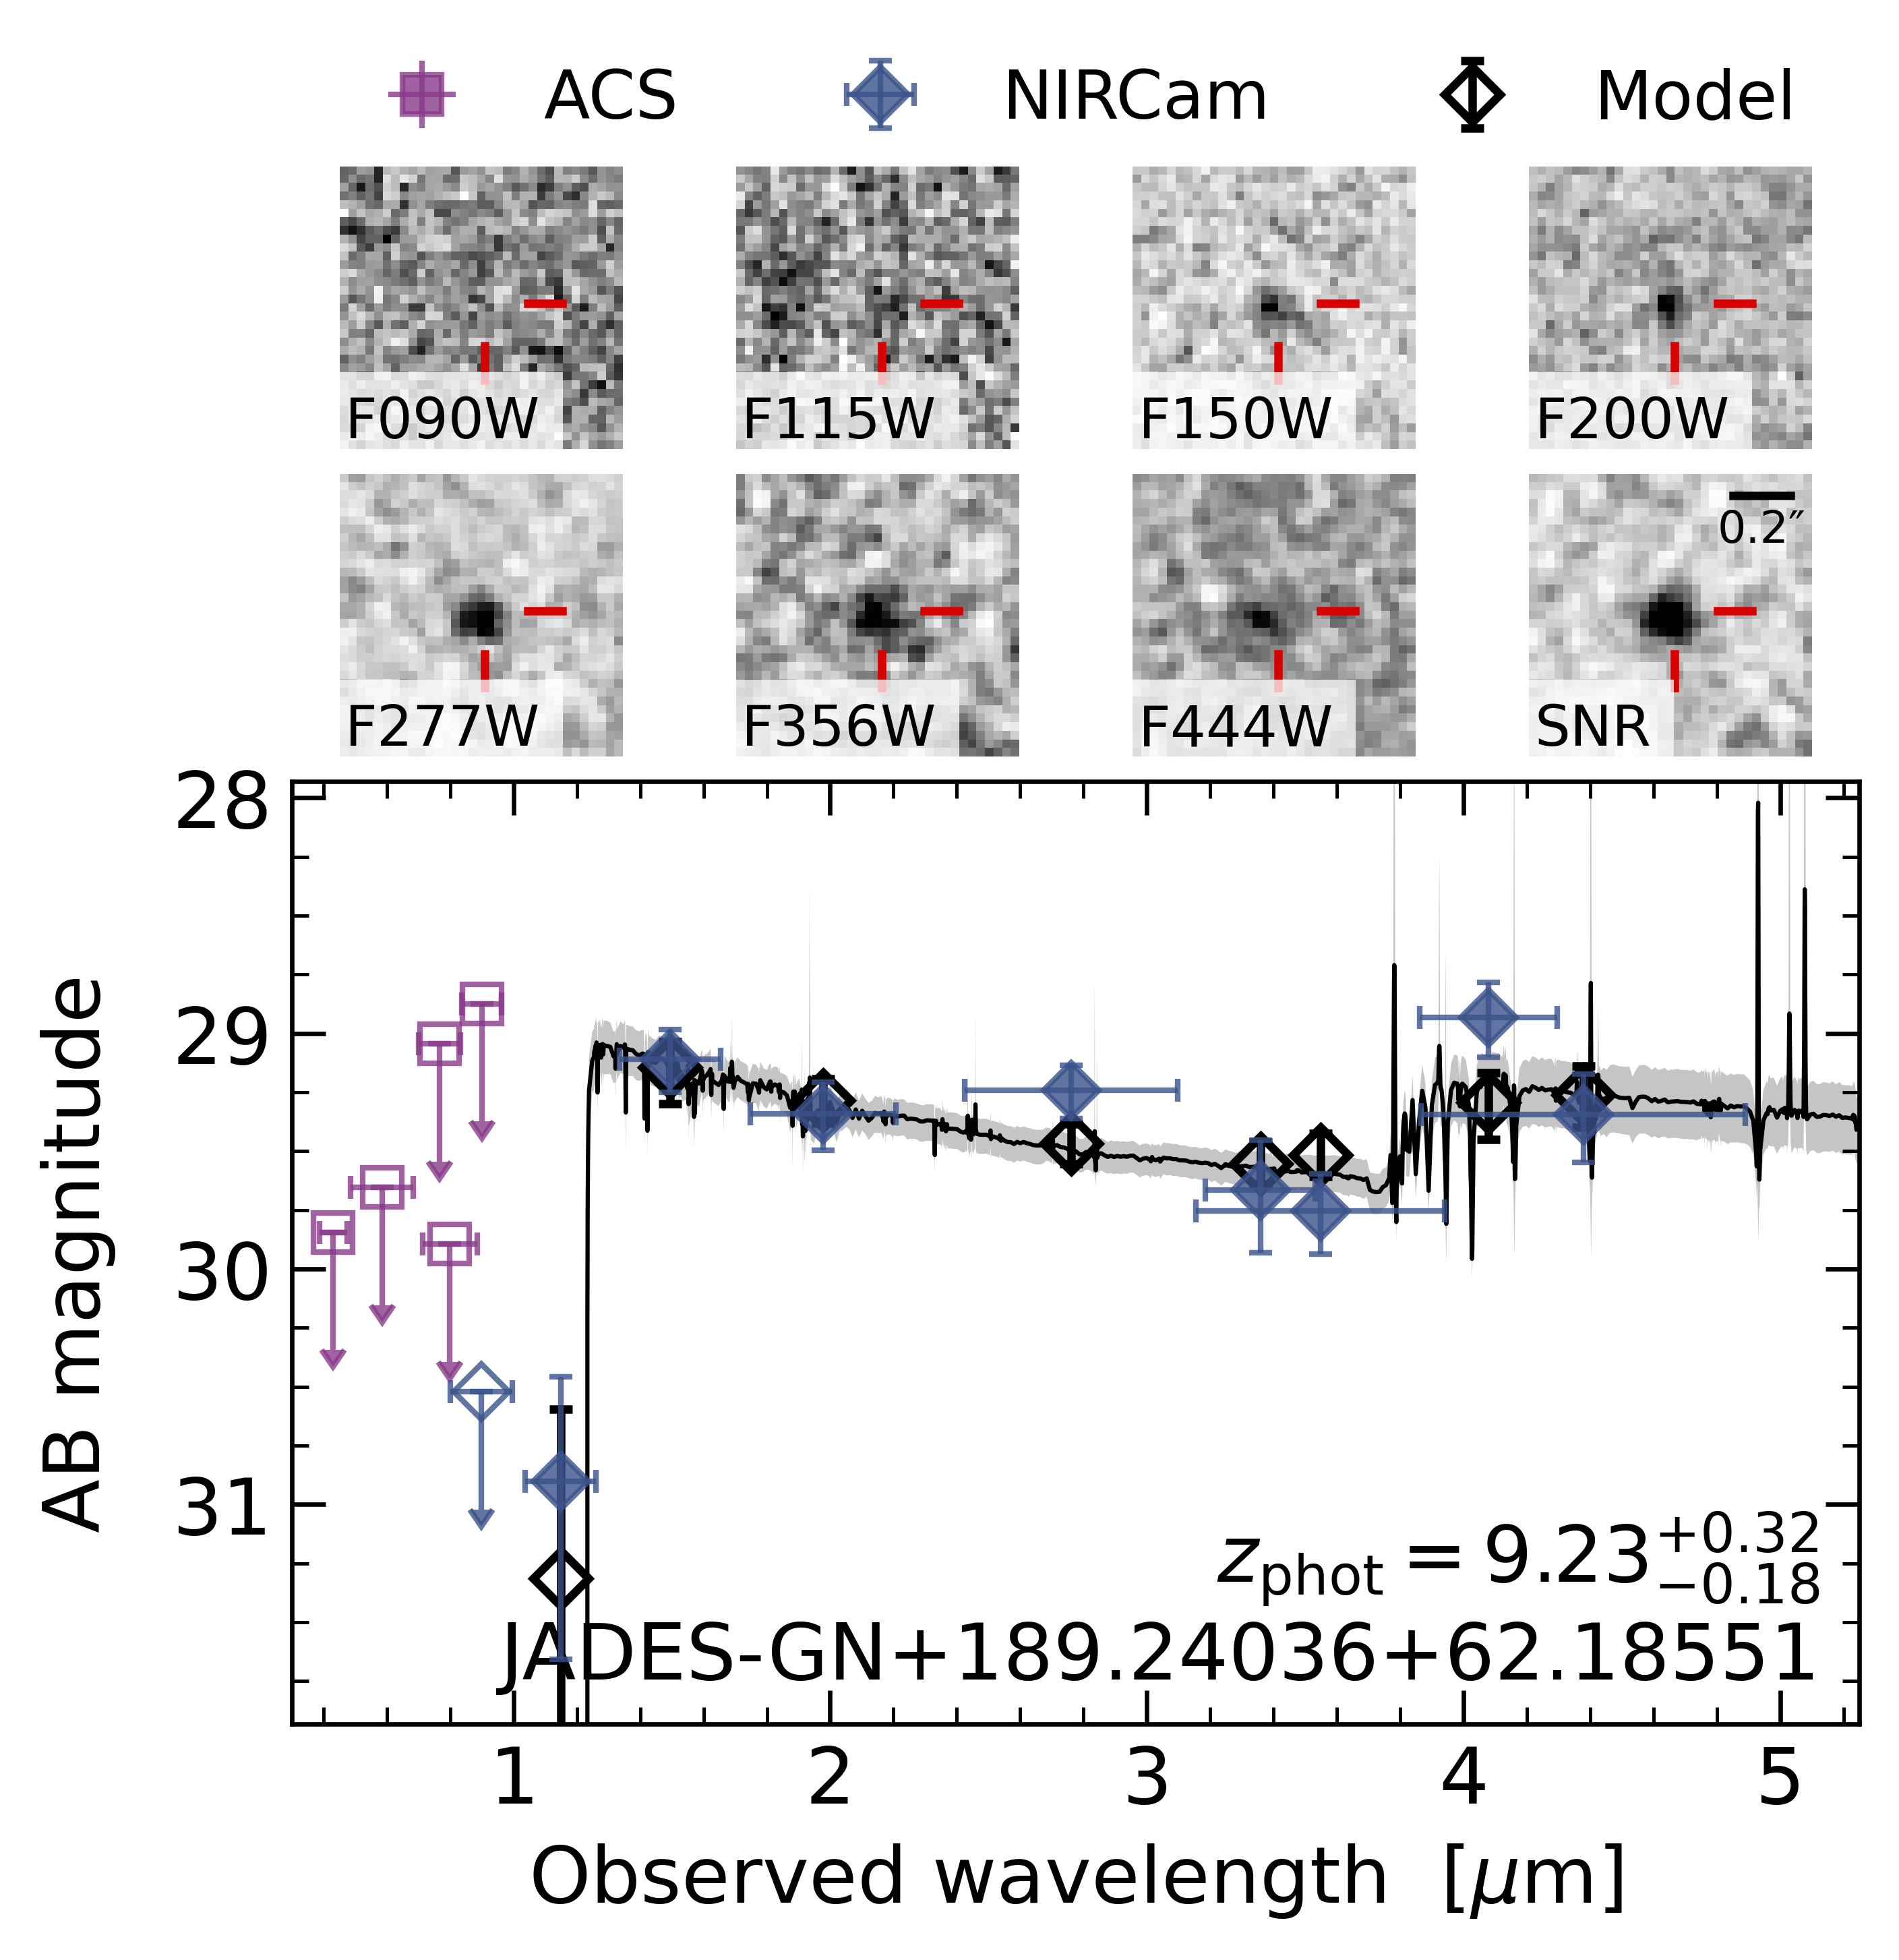 ACS NIRCam Model
F090W F115W F150W F200W
0.2″
F277W F356W F444W SNR
28
29
30
31
AB magnitude
z_phot = 9.23^{+0.32}_{−0.18}
JADES-GN+189.24036+62.18551
1 2 3 4 5
Observed wavelength [μm]